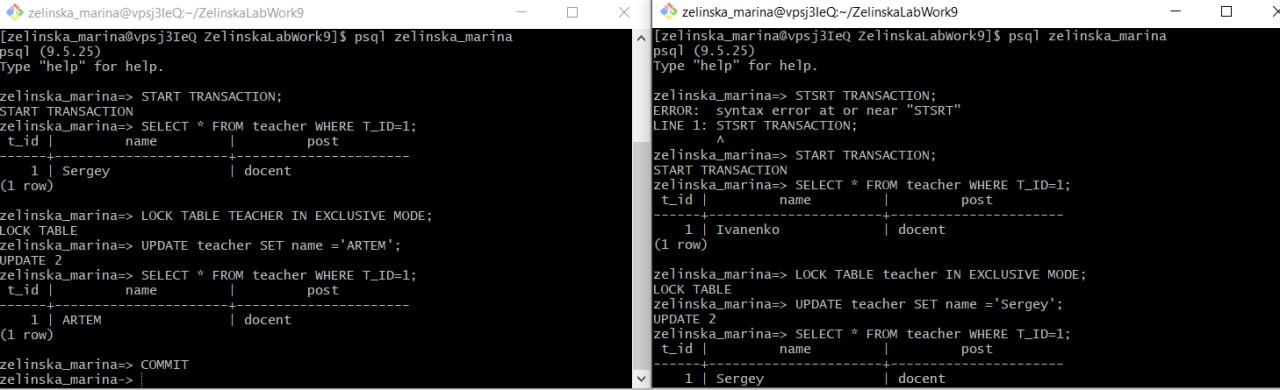 zelinska_marina@vpsj3IeQ:~/ZelinskaLabWork9
[zelinska_marina@vpsj3IeQ ZelinskaLabWork9]$ psql zelinska_marina
psql (9.5.25)
Type "help" for help.
zelinska_marina=> START TRANSACTION;
START TRANSACTION
zelinska_marina=> SELECT * FROM teacher WHERE T_ID=1;
t_id | name | post
------+----------------------+----------------------
1 | Sergey | docent
(1 row)
zelinska_marina=> LOCK TABLE TEACHER IN EXCLUSIVE MODE;
LOCK TABLE
zelinska_marina=> UPDATE teacher SET name ='ARTEM';
UPDATE 2
zelinska_marina=> SELECT * FROM teacher WHERE T_ID=1;
t_id | name | post
------+----------------------+----------------------
1 | ARTEM | docent
(1 row)
zelinska_marina=> COMMIT
zelinska_marina->
zelinska_marina@vpsj3IeQ:~/ZelinskaLabWork9
[zelinska_marina@vpsj3IeQ ZelinskaLabWork9]$ psql zelinska_marina
psql (9.5.25)
Type "help" for help.
zelinska_marina=> STSRT TRANSACTION;
ERROR: syntax error at or near "STSRT"
LINE 1: STSRT TRANSACTION;
^
zelinska_marina=> START TRANSACTION;
START TRANSACTION
zelinska_marina=> SELECT * FROM teacher WHERE T_ID=1;
t_id | name | post
------+----------------------+----------------------
1 | Ivanenko | docent
(1 row)
zelinska_marina=> LOCK TABLE teacher IN EXCLUSIVE MODE;
LOCK TABLE
zelinska_marina=> UPDATE teacher SET name ='Sergey';
UPDATE 2
zelinska_marina=> SELECT * FROM teacher WHERE T_ID=1;
t_id | name | post
------+----------------------+----------------------
1 | Sergey | docent